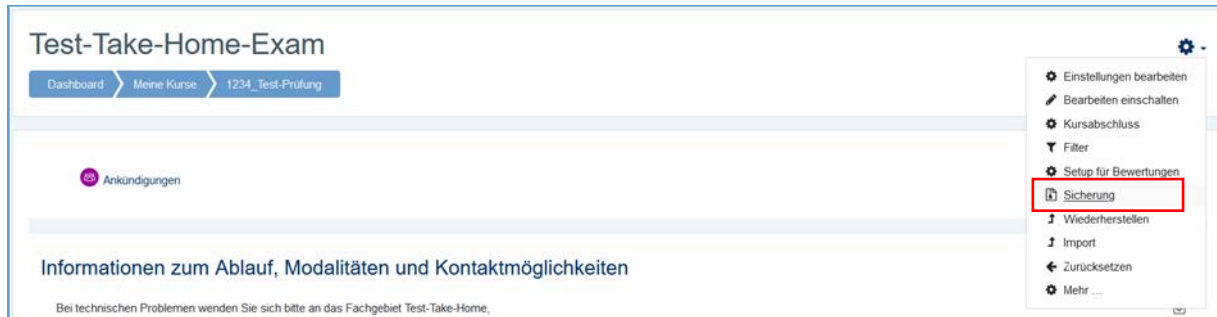 Test-Take-Home-Exam
Dashboard Meine Kurse 1234_Test-Prüfung
Einstellungen bearbeiten
Bearbeiten einschalten
Kursabschluss
Filter
Setup für Bewertungen
Sicherung
Wiederherstellen
Import
Zurücksetzen
Mehr ...
Ankündigungen
Informationen zum Ablauf, Modalitäten und Kontaktmöglichkeiten
Bei technischen Problemen wenden Sie sich bitte an das Fachgebiet Test-Take-Home,